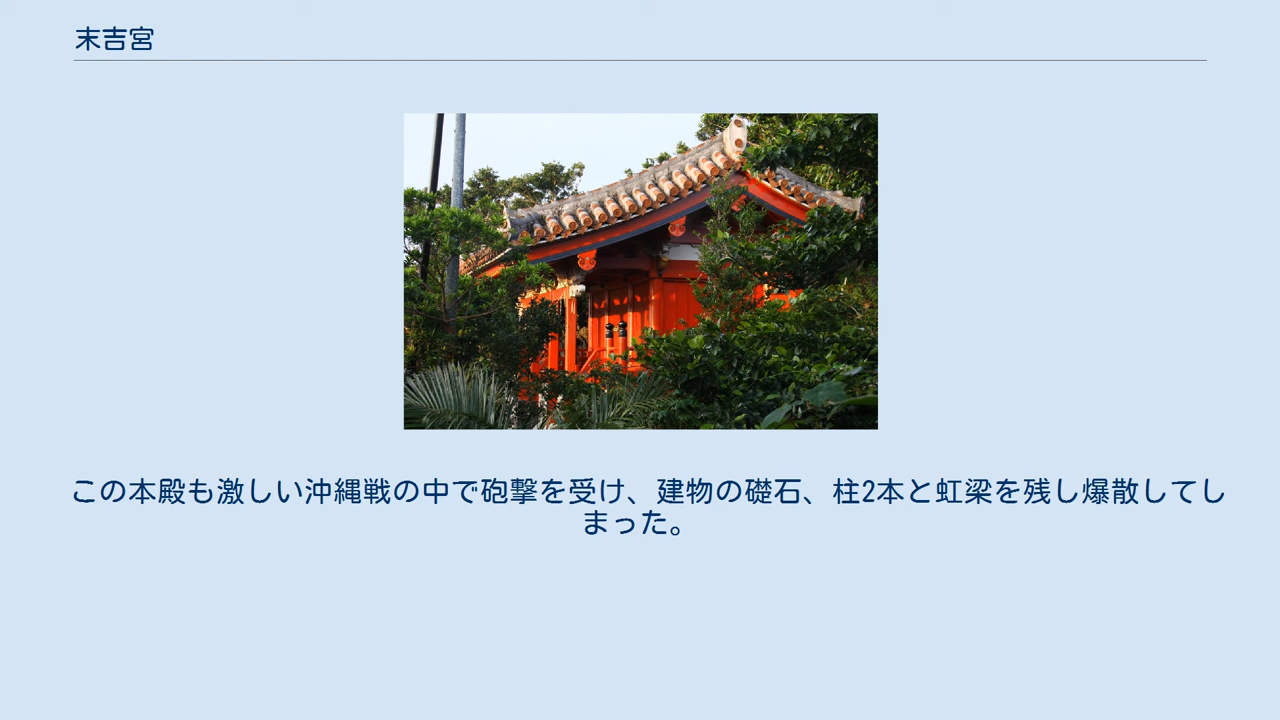 末吉宮
この本殿も激しい沖縄戦の中で砲撃を受け、建物の礎石、柱2本と虹梁を残し爆散してし
まった。